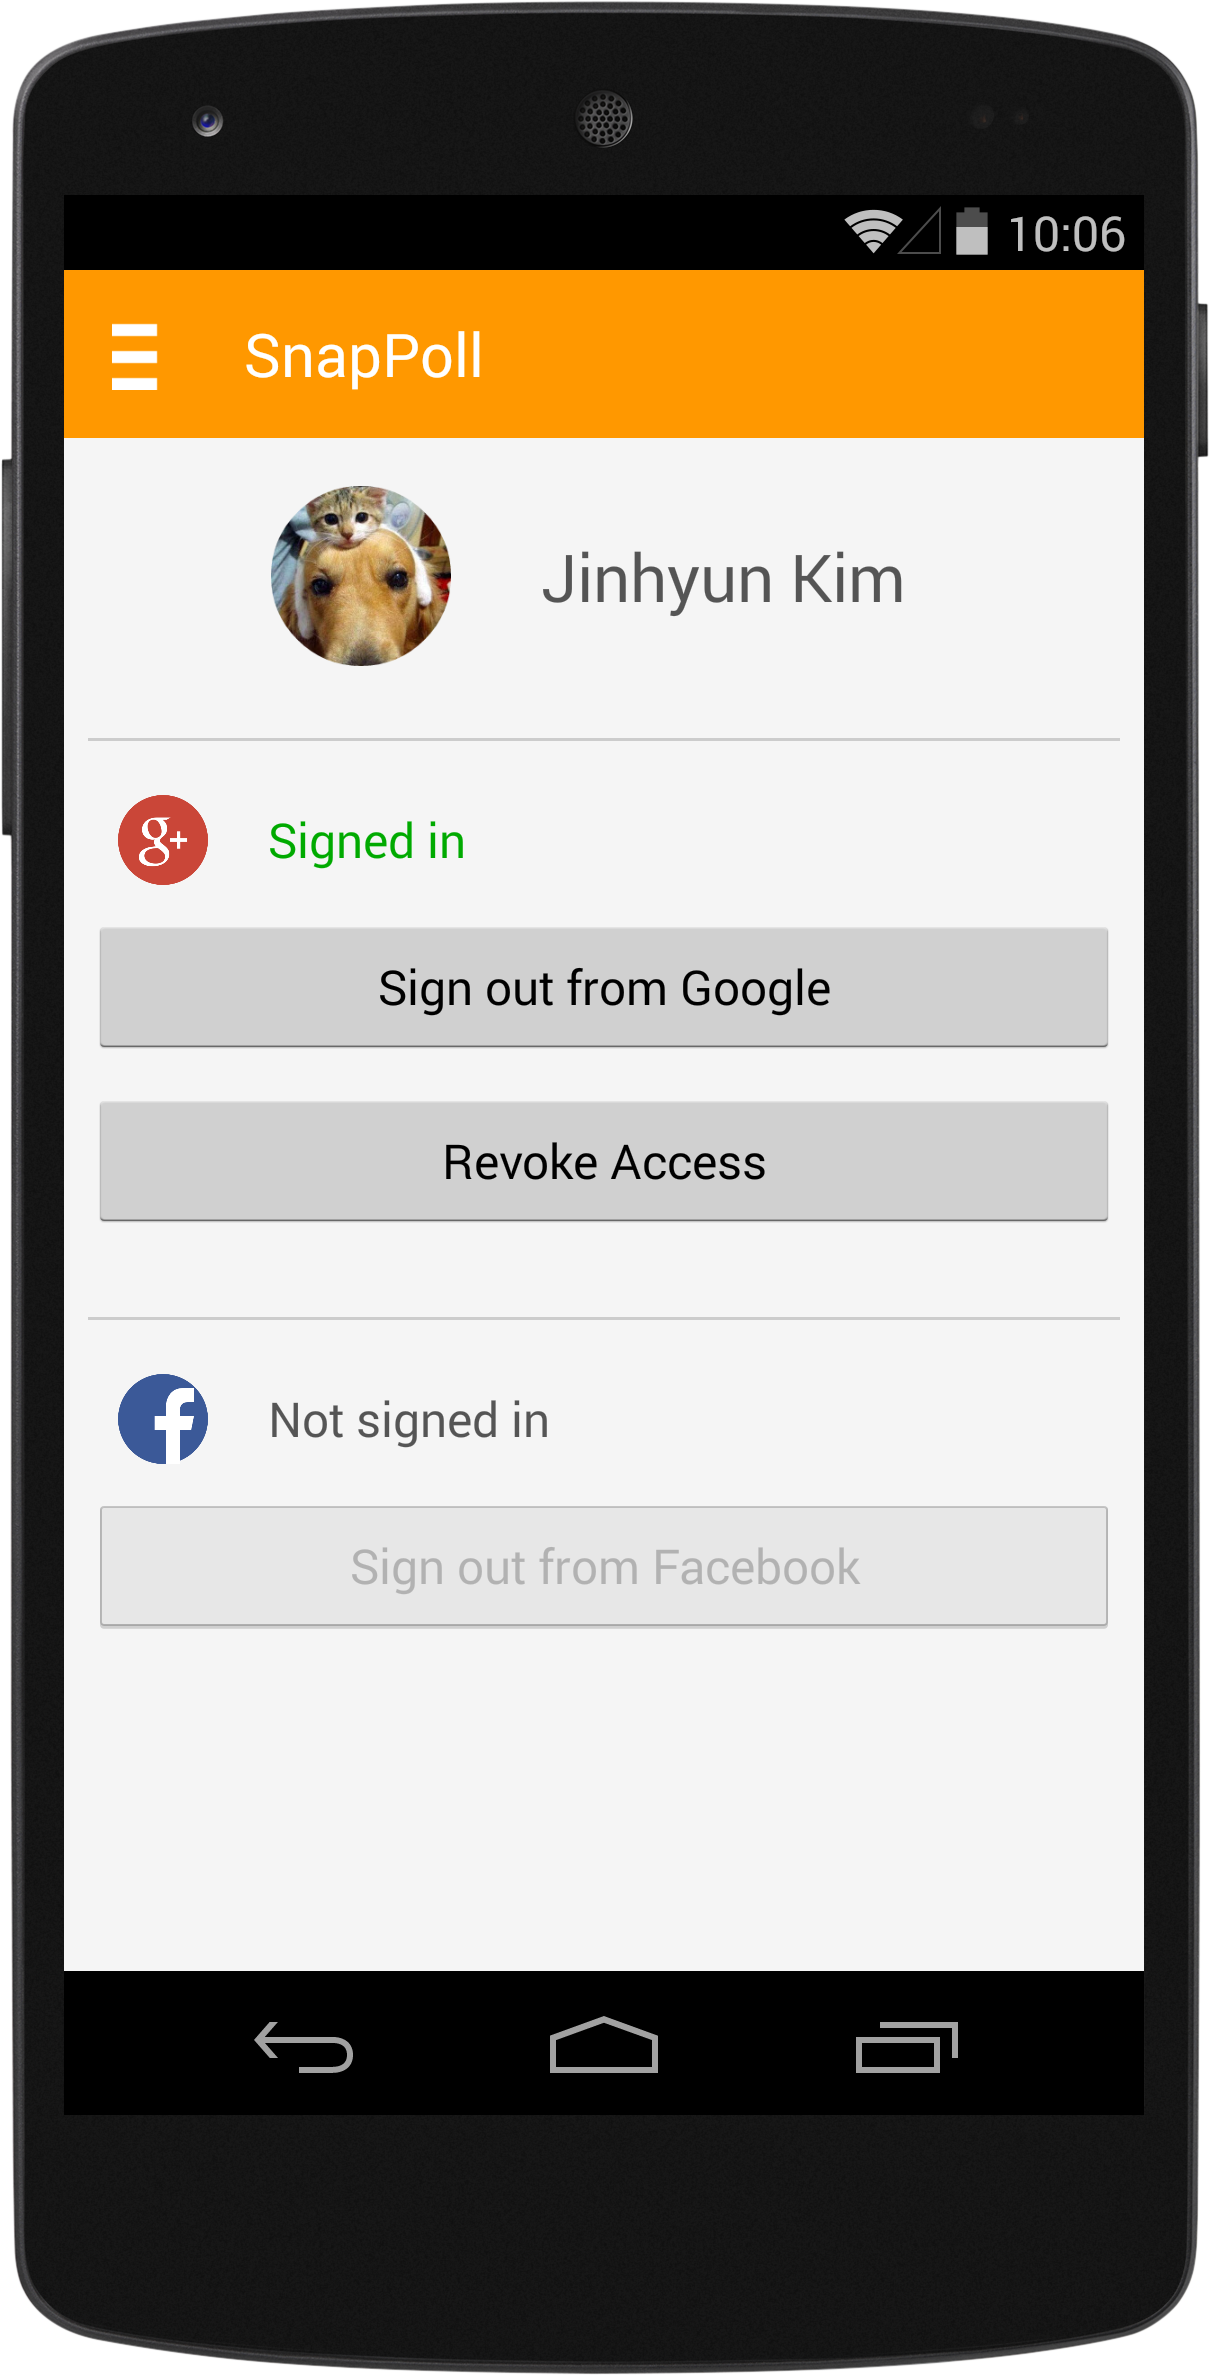 10:06
SnapPoll
Jinhyun Kim
g+ Signed in
Sign out from Google
Revoke Access
f Not signed in
Sign out from Facebook